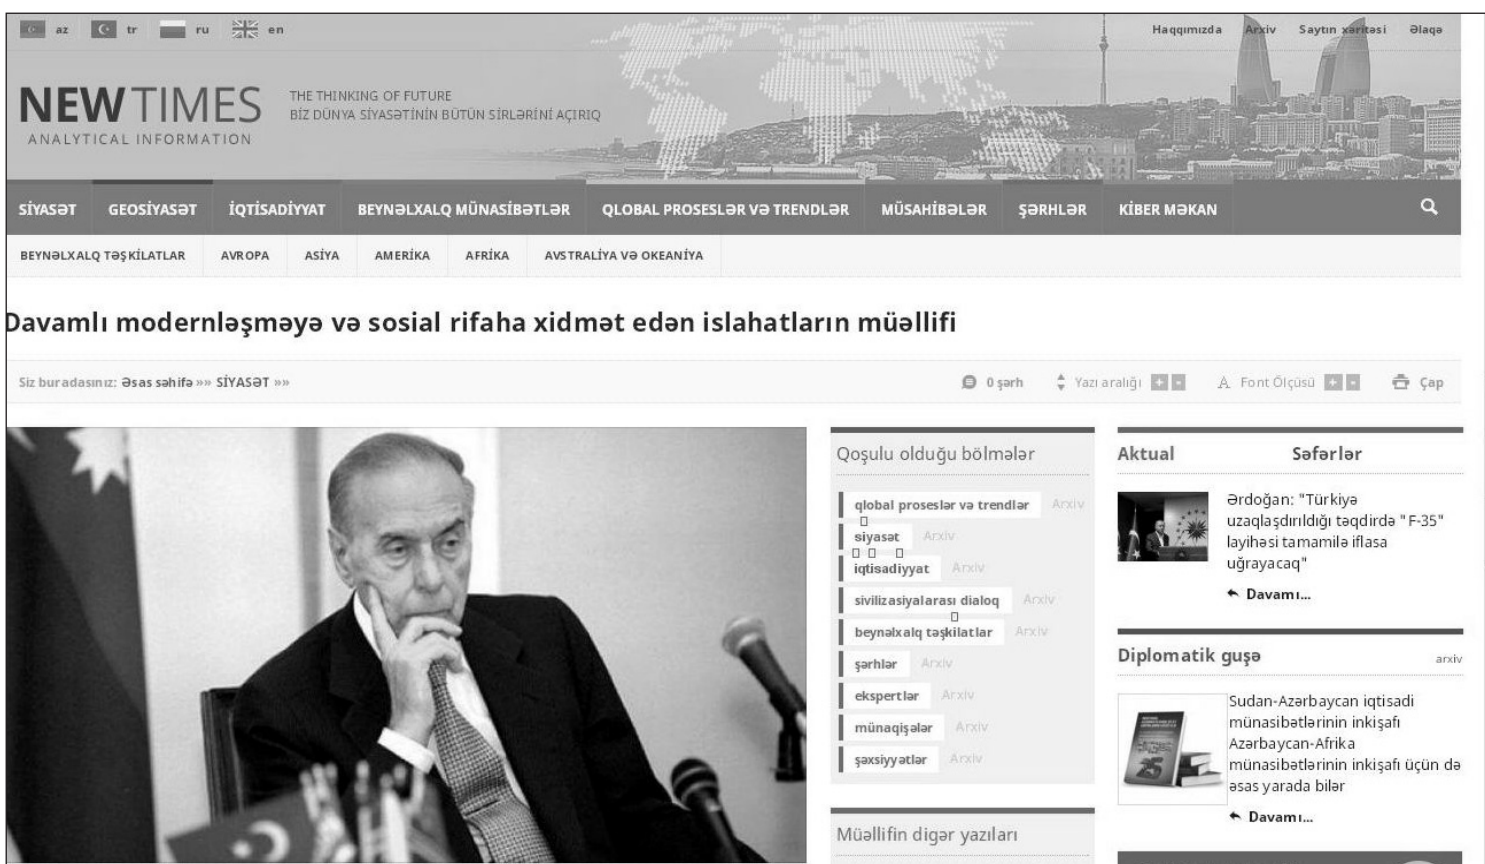 az tr ru en
Haqqımızda Arxiv Saytın xəritəsi Əlaqə
NEWTIMES
ANALYTICAL INFORMATION
THE THINKING OF FUTURE
BİZ DÜNYA SİYASƏTİNİN BÜTÜN SİRLƏRİNİ AÇIRIQ
SİYASƏT GEOSİYASƏT İQTİSADİYYAT BEYNƏLXALQ MÜNASİBƏTLƏR QLOBAL PROSESLƏR VƏ TRENDLƏR MÜSAHİBƏLƏR ŞƏRHLƏR KİBER MƏKAN
BEYNƏLXALQ TƏŞKİLATLAR AVROPA ASİYA AMERİKA AFRİKA AVSTRALİYA VƏ OKEANİYA
Davamlı modernləşməyə və sosial rifaha xidmət edən islahatların müəllifi
Siz buradasınız: Əsas səhifə »» SİYASƏT »»
0 şərh Yazı aralığı + - A Font Ölçüsü + - Çap
Qoşulu olduğu bölmələr
qlobal proseslər və trendlər Arxiv
siyasət Arxiv
iqtisadiyyat Arxiv
sivilizasiyalarası dialoq Arxiv
beynəlxalq təşkilatlar Arxiv
şərhlər Arxiv
ekspertlər Arxiv
münaqişələr Arxiv
şəxsiyyətlər Arxiv
Müəllifin digər yazıları
Aktual Səfərlər
Ərdoğan: "Türkiyə
uzaqlaşdırıldığı təqdirdə "F-35"
layihəsi tamamilə iflasa
uğrayacaq"
Davamı...
Diplomatik guşə arxiv
Sudan-Azərbaycan iqtisadi
münasibətlərinin inkişafı
Azərbaycan-Afrika
münasibətlərinin inkişafı üçün də
əsas yarada bilər
Davamı...